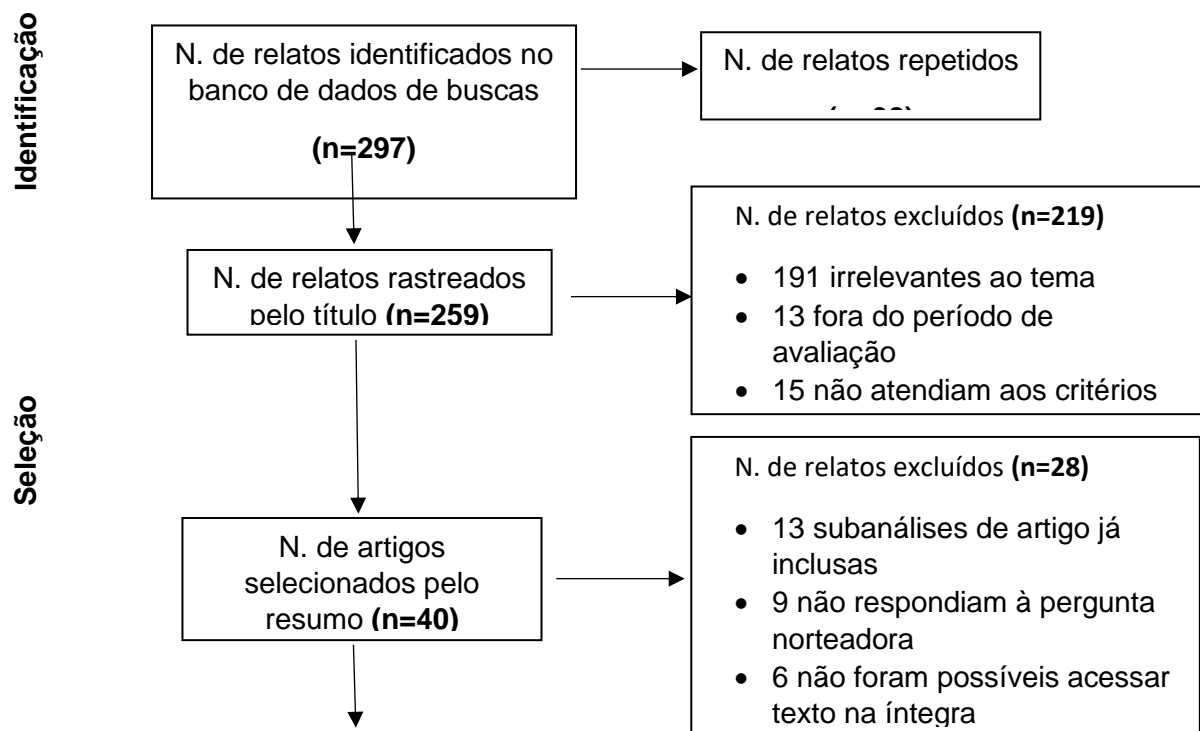 Identificação
N. de relatos identificados no
banco de dados de buscas
(n=297)
N. de relatos repetidos
N. de relatos rastreados
pelo título (n=259)
N. de relatos excluídos (n=219)
• 191 irrelevantes ao tema
• 13 fora do período de
avaliação
• 15 não atendiam aos critérios
Seleção
N. de artigos
selecionados pelo
resumo (n=40)
N. de relatos excluídos (n=28)
• 13 subanálises de artigo já
inclusas
• 9 não respondiam à pergunta
norteadora
• 6 não foram possíveis acessar
texto na íntegra